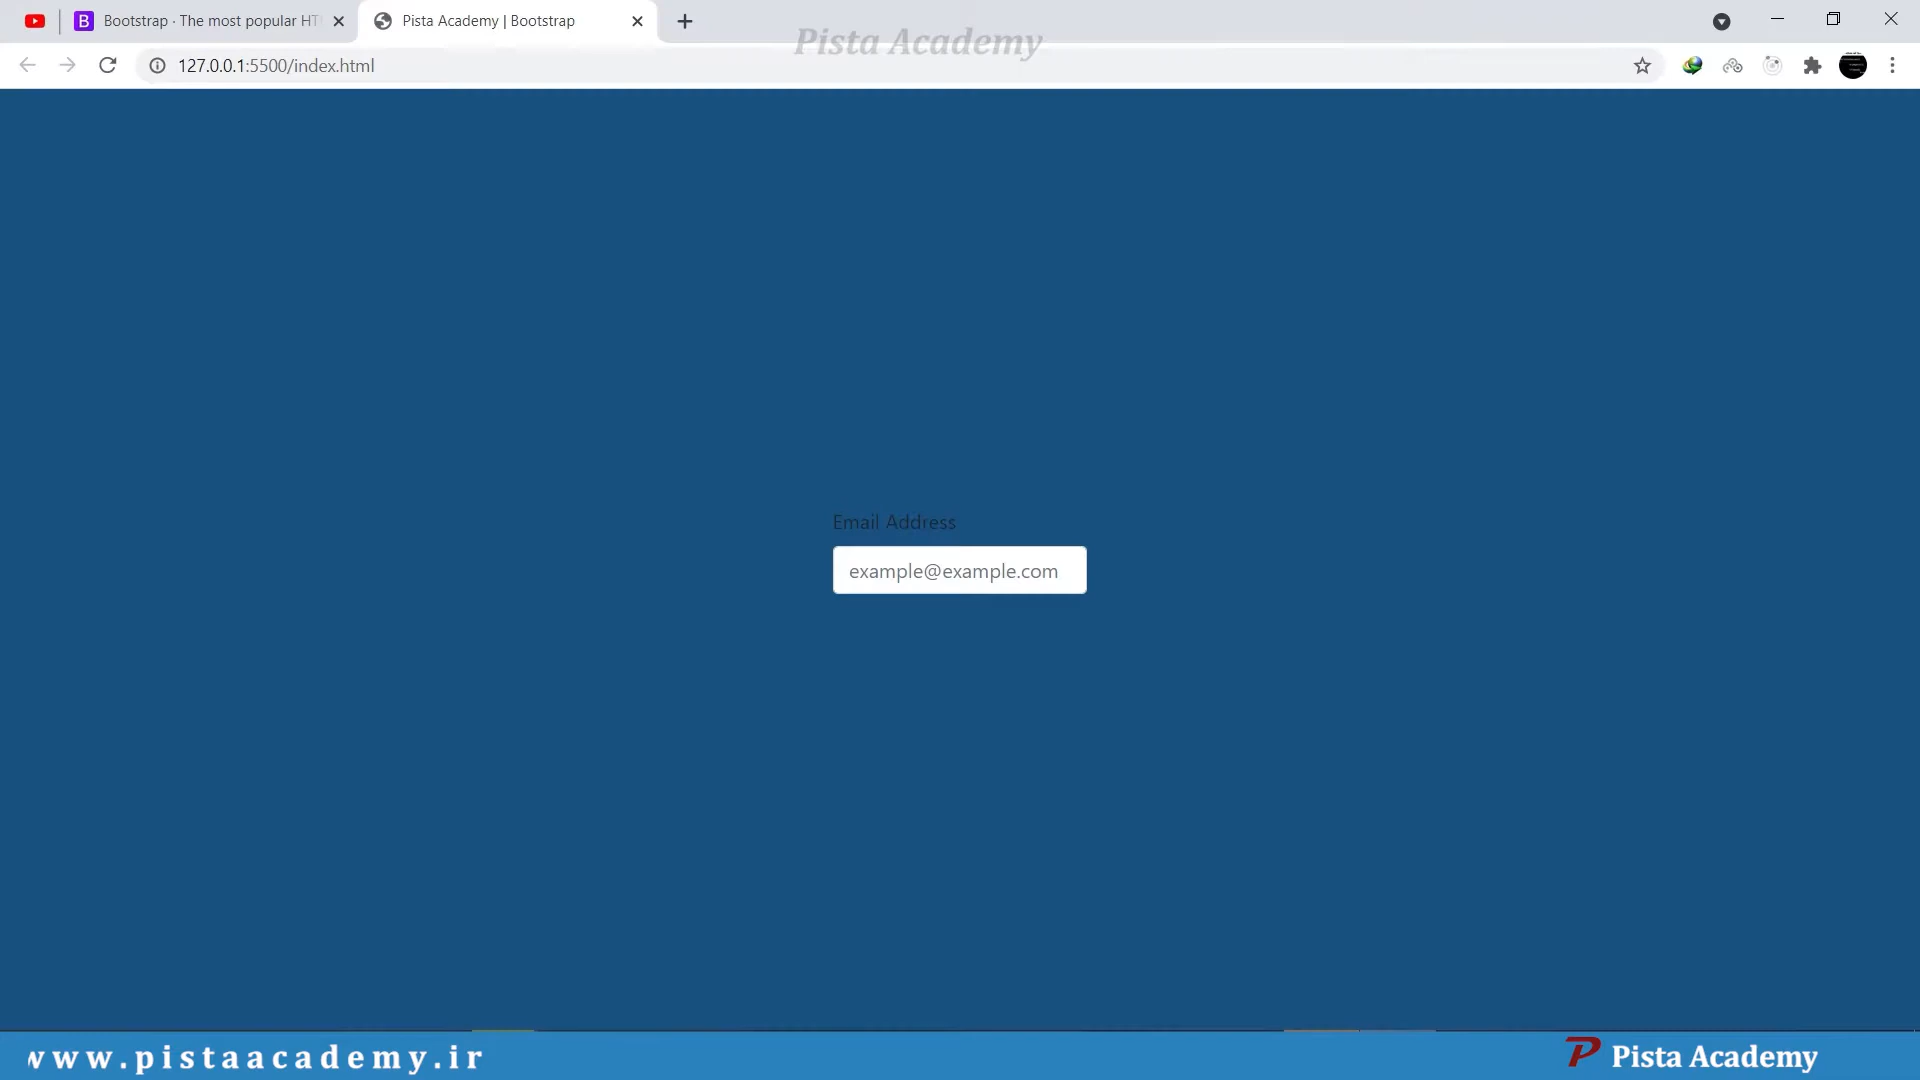 Bootstrap · The most popular HT
Pista Academy | Bootstrap
Pista Academy
127.0.0.1:5500/index.html
Email Address
example@example.com
www.pistaacademy.ir
Pista Academy